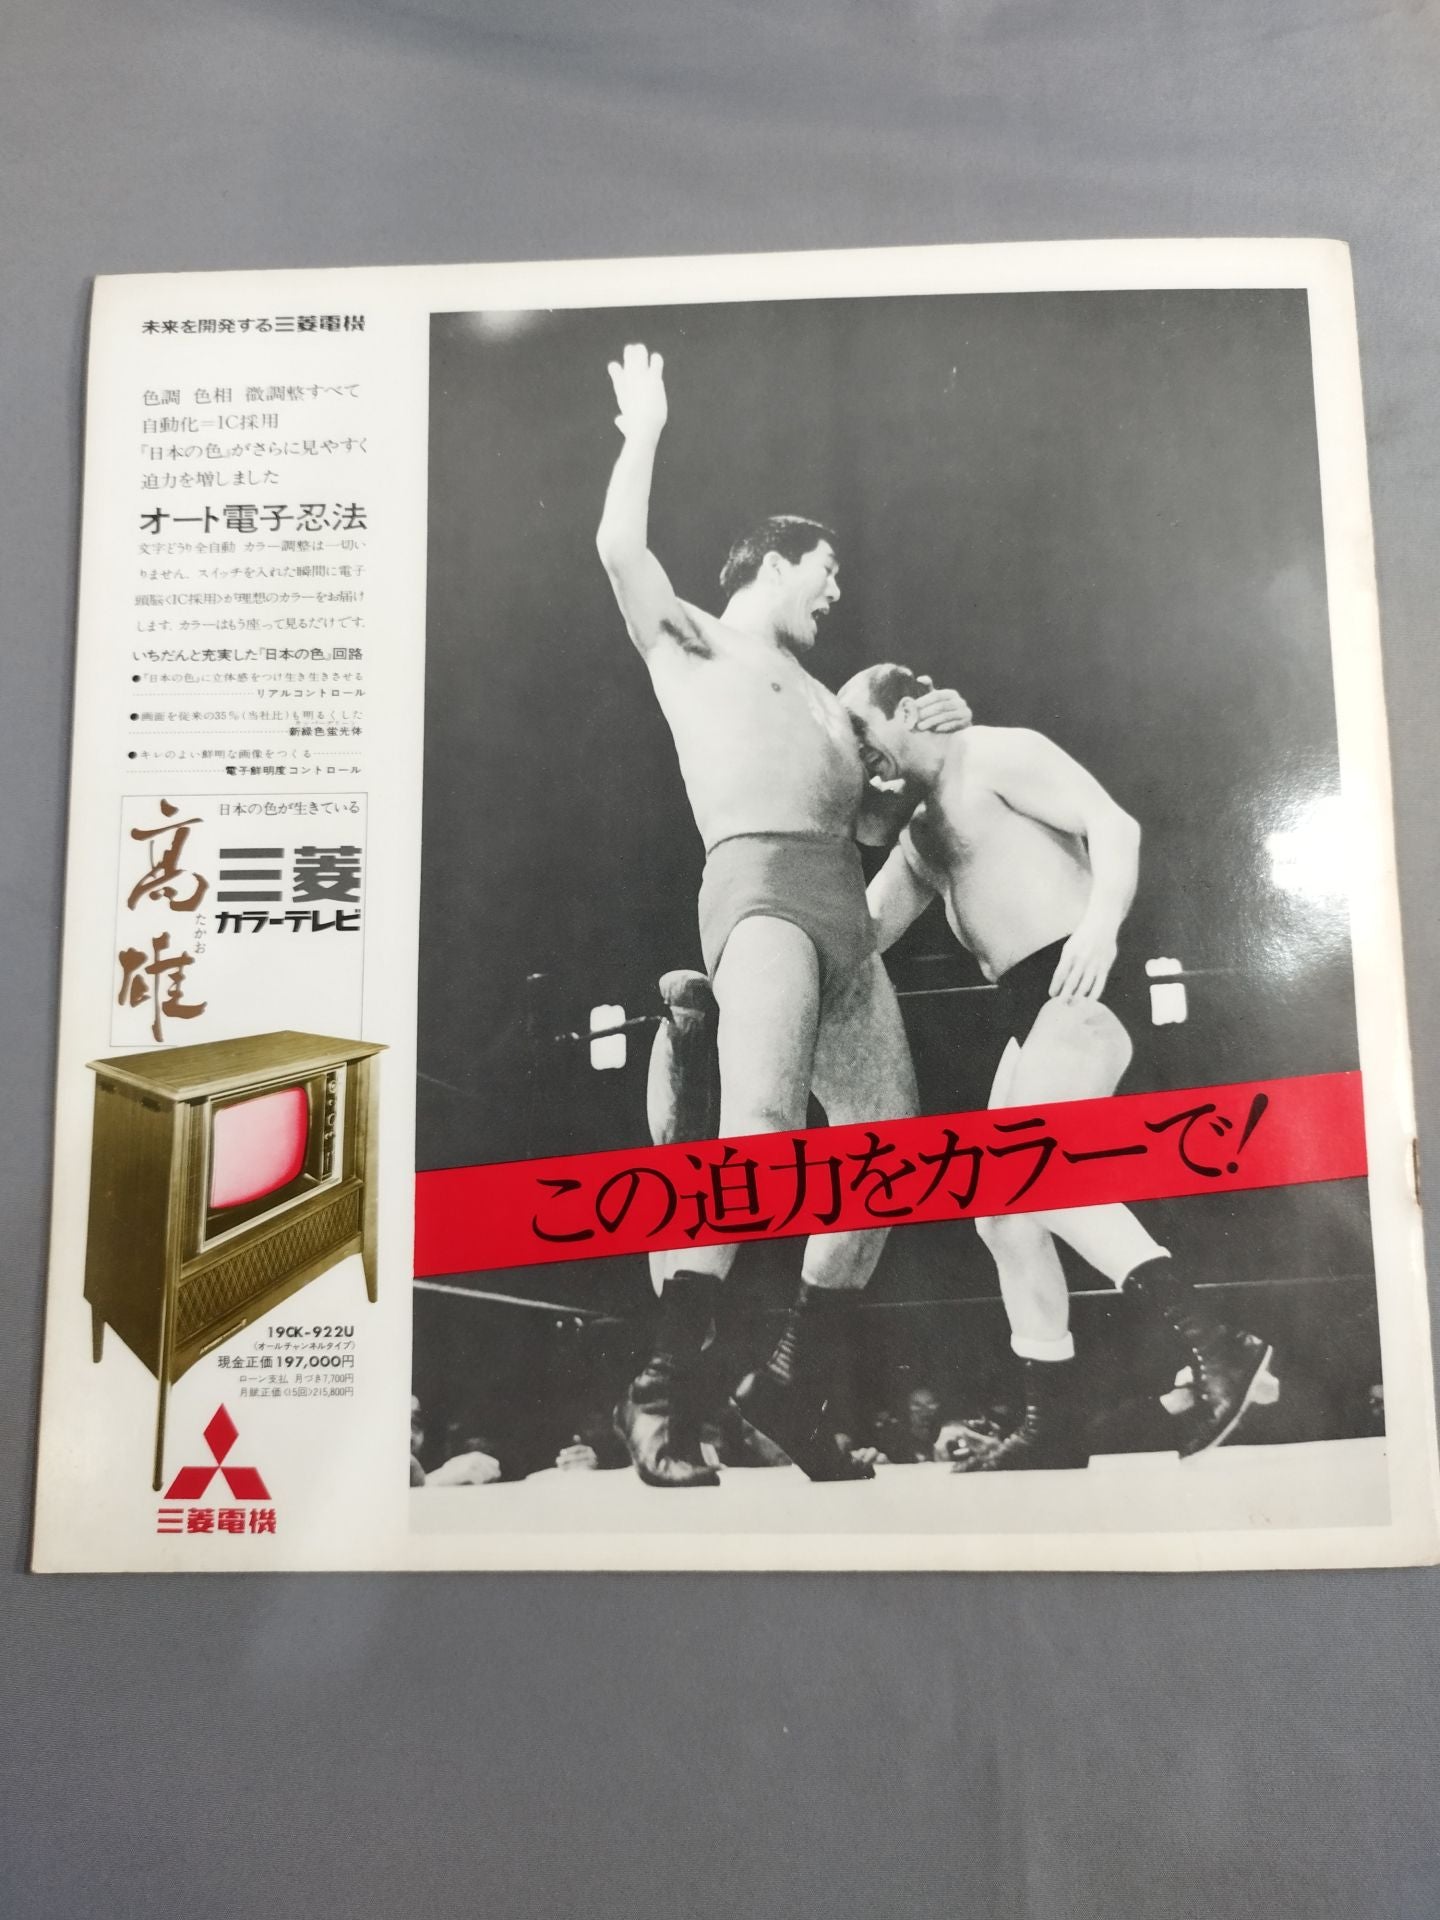 未来を開発する三菱電機
色調 色相 微調整すべて
自動化=IC採用
『日本の色』がさらに見やすく
迫力を増しました
オート電子忍法
文字どうり全自動 カラー調整は一切い
りません。スイッチを入れた瞬間に電子
頭脳〈IC採用〉が理想のカラーをお届け
します。カラーはもう座って見るだけです。
いちだんと充実した『日本の色』回路
●『日本の色』に立体感をつけ生き生きさせる
リアルコントロール
●画面を従来の35%(当社比)も明るくした
新緑色蛍光体
●キレのよい鮮明な画像をつくる
電子鮮明度コントロール
日本の色が生きている
高雄
たかお
三菱
カラーテレビ
19CK-922U
(オールチャンネルタイプ)
現金正価197,000円
ローン支払 月づき7,700円
月賦正価〈15回〉215,800円
三菱電機
この迫力をカラーで!